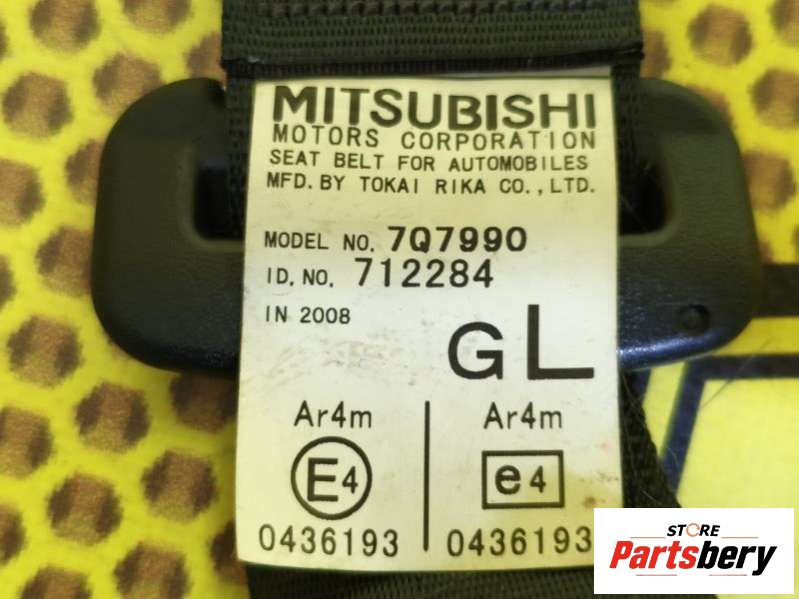 MITSUBISHI
MOTORS CORPORATION
SEAT BELT FOR AUTOMOBILES
MFD. BY TOKAI RIKA CO., LTD.
MODEL NO. 7Q7990
ID. NO. 712284
IN 2008
GL
Ar4m Ar4m
E4 e4
0436193 0436193
STORE
Partsbery